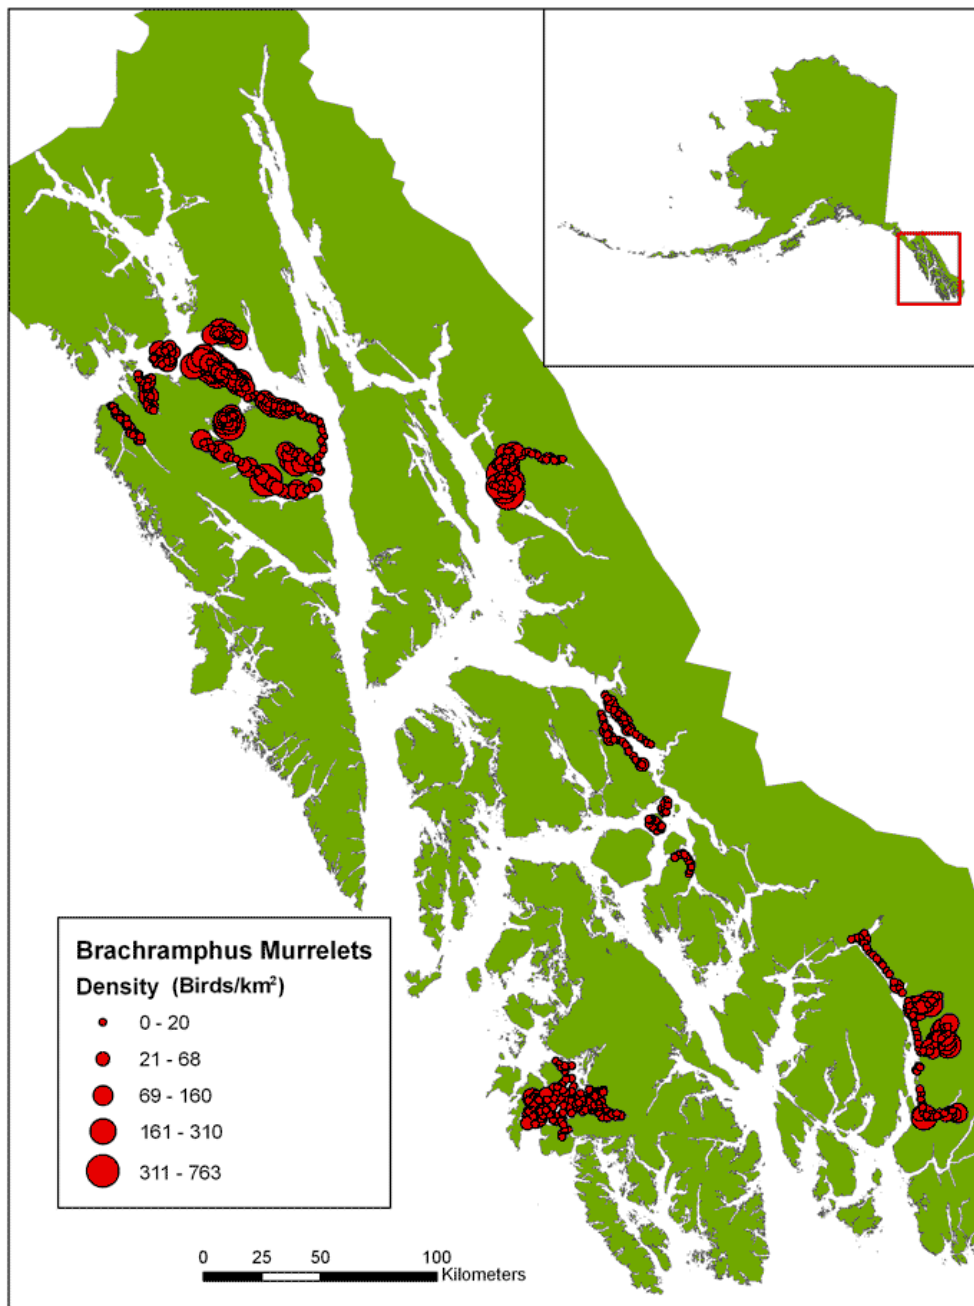 Brachramphus Murrelets
Density (Birds/km²)
0 - 20
21 - 68
69 - 160
161 - 310
311 - 763
0 25 50 100
Kilometers